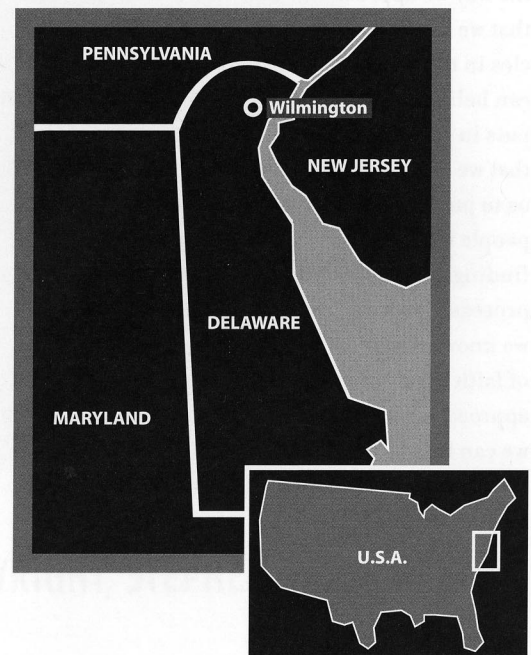 PENNSYLVANIA
Wilmington
NEW JERSEY
DELAWARE
MARYLAND
U.S.A.